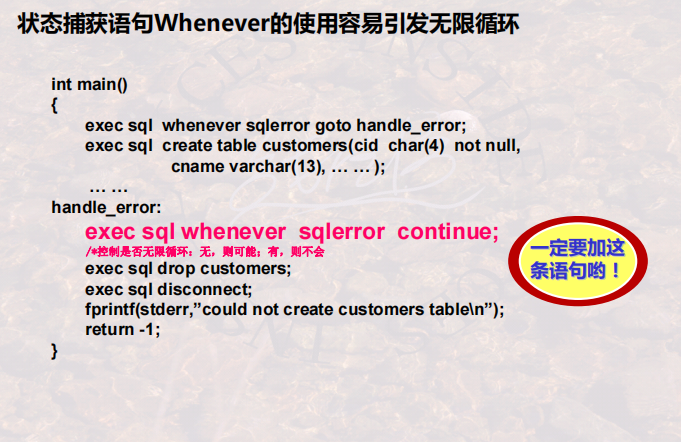 状态捕获语句Whenever的使用容易引发无限循环
int main()
{
exec sql whenever sqlerror goto handle_error;
exec sql create table customers(cid char(4) not null,
cname varchar(13), … … );
… …
handle_error:
exec sql whenever sqlerror continue;
/*控制是否无限循环：无，则可能；有，则不会
exec sql drop customers;
exec sql disconnect;
fprintf(stderr,”could not create customers table\n”);
return -1;
}
一定要加这
条语句哟！